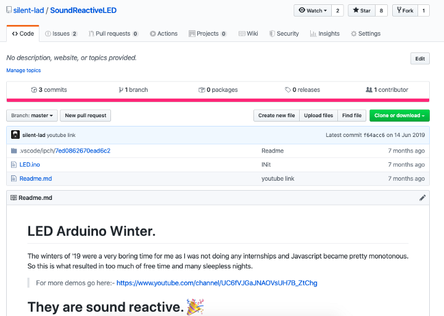 silent-lad / SoundReactiveLED
Watch 2 Star 8 Fork 1
Code Issues 2 Pull requests 0 Actions Projects 0 Wiki Security Insights Settings
No description, website, or topics provided. Edit
Manage topics
3 commits 1 branch 0 packages 0 releases 1 contributor
Branch: master New pull request Create new file Upload files Find file Clone or download
silent-lad youtube link Latest commit f64acc6 on 14 Jun 2019
.vscode/ipch/7ed0862670ead6c2 Readme 7 months ago
LED.ino INit 7 months ago
Readme.md youtube link 7 months ago
Readme.md
LED Arduino Winter.
The winters of '19 were a very boring time for me as I was not doing any internships and Javascript became pretty monotonous.
So this is what resulted in too much of free time and many sleepless nights.
For more demos go here:- https://www.youtube.com/channel/UC6fVJGaJNAOVsUH7B_ZtChg
They are sound reactive.🎉